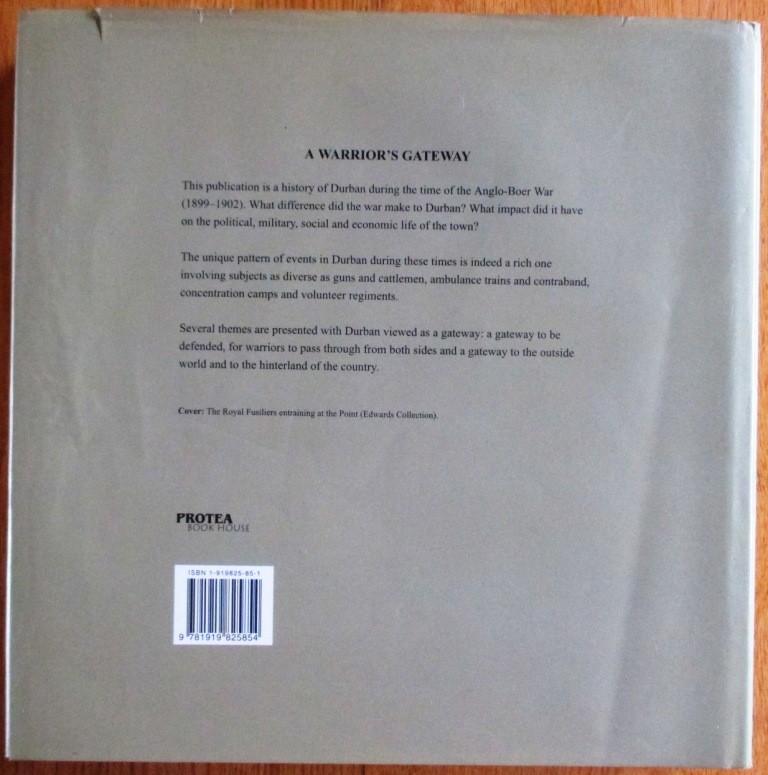 A WARRIOR'S GATEWAY
This publication is a history of Durban during the time of the Anglo-Boer War
(1899–1902). What difference did the war make to Durban? What impact did it have
on the political, military, social and economic life of the town?
The unique pattern of events in Durban during these times is indeed a rich one
involving subjects as diverse as guns and cattlemen, ambulance trains and contraband,
concentration camps and volunteer regiments.
Several themes are presented with Durban viewed as a gateway: a gateway to be
defended, for warriors to pass through from both sides and a gateway to the outside
world and to the hinterland of the country.
Cover: The Royal Fusiliers entraining at the Point (Edwards Collection).
PROTEA
BOOK HOUSE
ISBN 1-919825-85-1
9 781919 825854